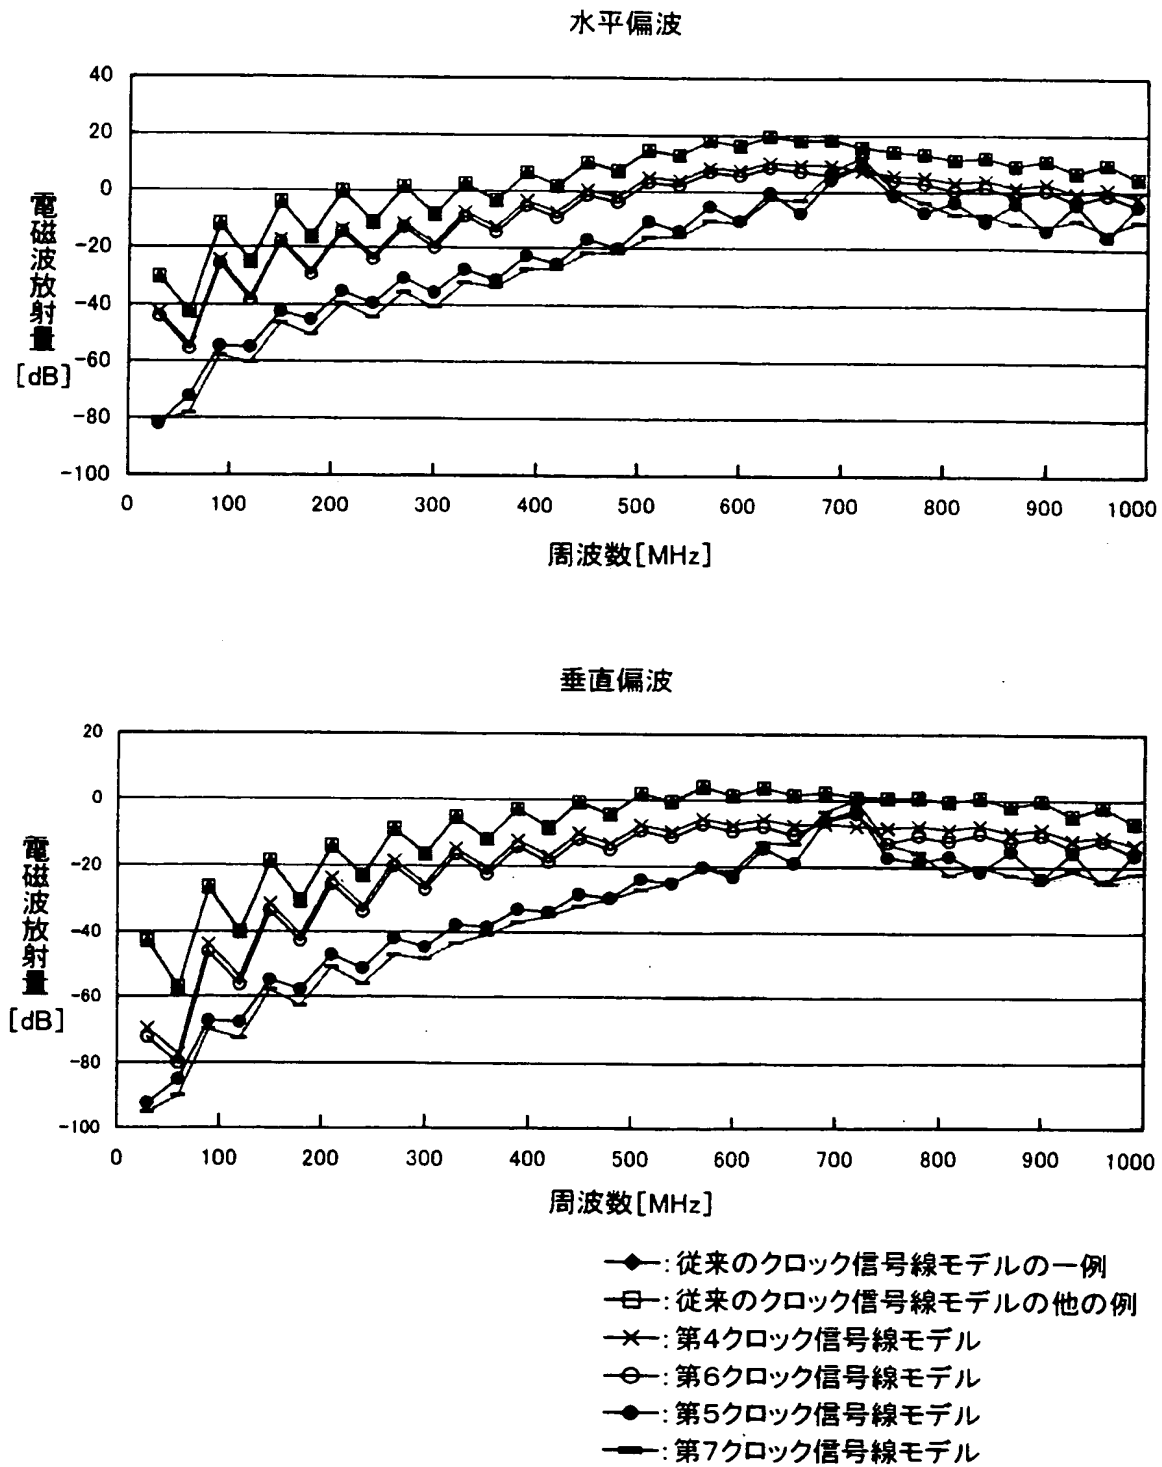 水平偏波
40
20
0
-20
-40
-60
-80
-100
電磁波放射量
[dB]
0 100 200 300 400 500 600 700 800 900 1000
周波数[MHz]
垂直偏波
20
0
-20
-40
-60
-80
-100
電磁波放射量
[dB]
0 100 200 300 400 500 600 700 800 900 1000
周波数[MHz]
:従来のクロック信号線モデルの一例
:従来のクロック信号線モデルの他の例
:第4クロック信号線モデル
:第6クロック信号線モデル
:第5クロック信号線モデル
:第7クロック信号線モデル